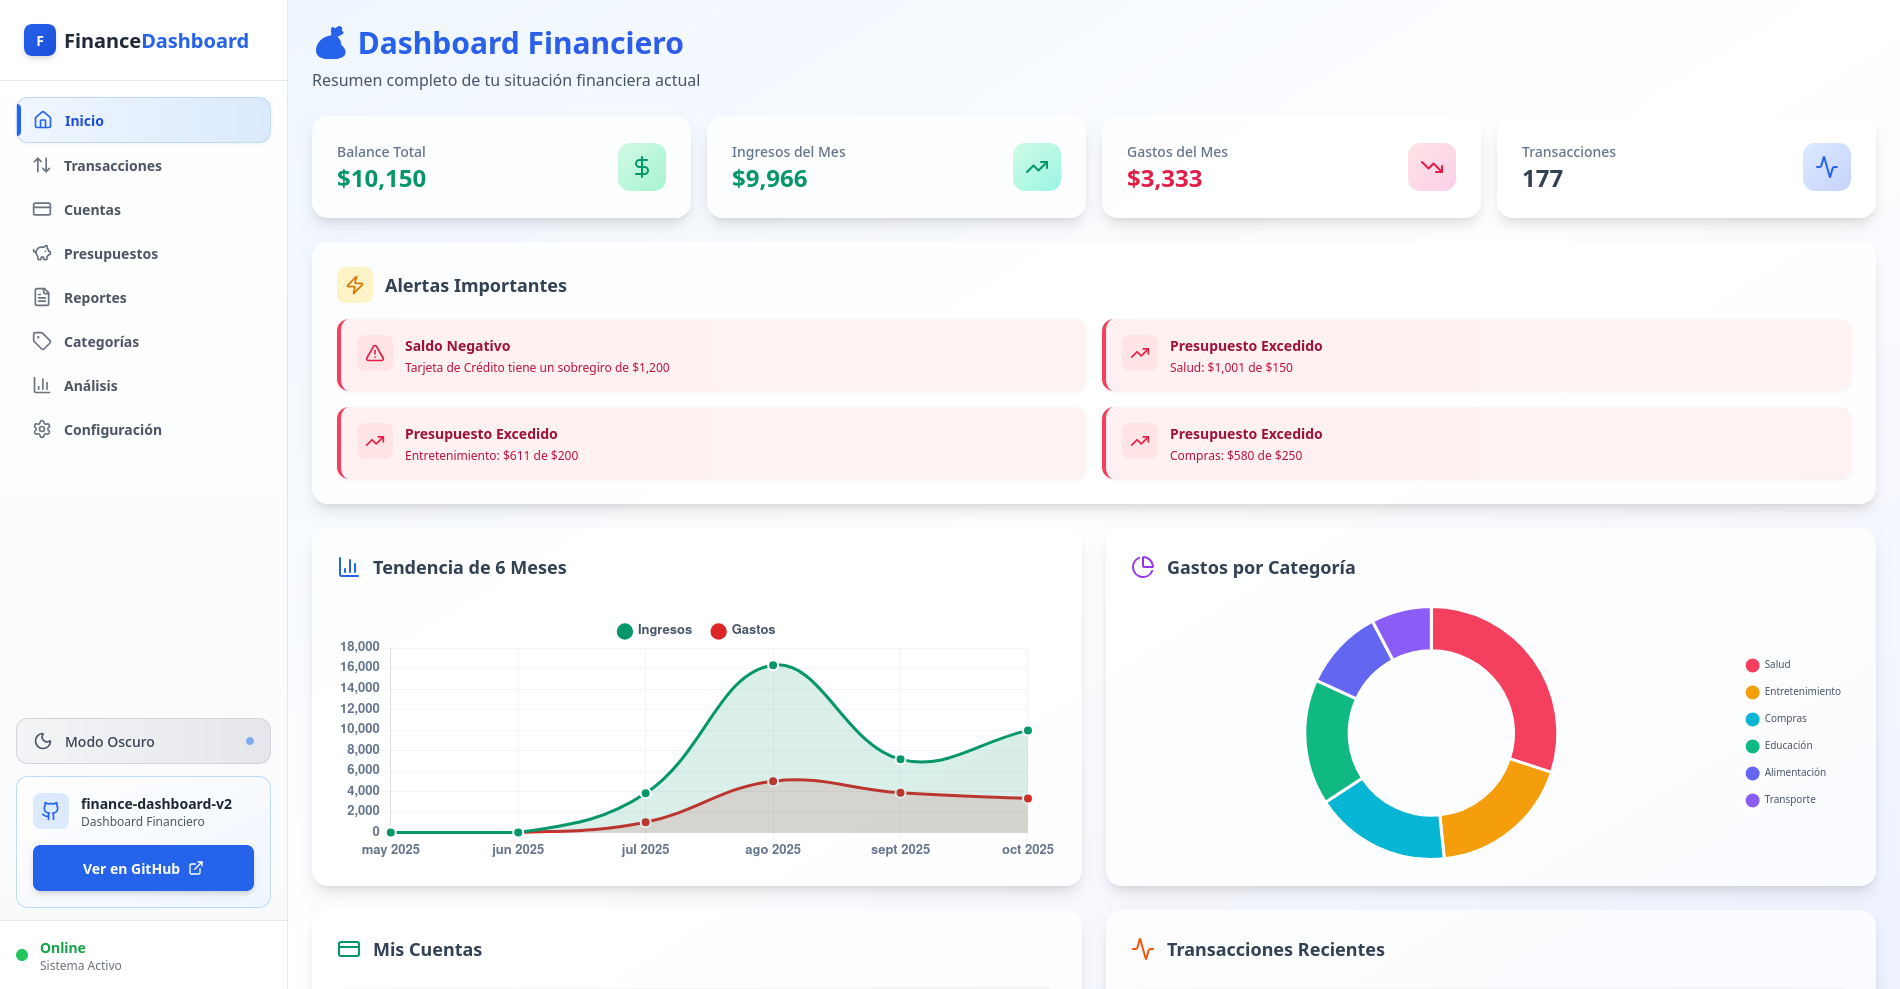 F
FinanceDashboard
Inicio
Transacciones
Cuentas
Presupuestos
Reportes
Categorías
Análisis
Configuración
Modo Oscuro
finance-dashboard-v2
Dashboard Financiero
Ver en GitHub
Online
Sistema Activo
Dashboard Financiero
Resumen completo de tu situación financiera actual
Balance Total
$10,150
Ingresos del Mes
$9,966
Gastos del Mes
$3,333
Transacciones
177
Alertas Importantes
Saldo Negativo
Tarjeta de Crédito tiene un sobregiro de $1,200
Presupuesto Excedido
Salud: $1,001 de $150
Presupuesto Excedido
Entretenimiento: $611 de $200
Presupuesto Excedido
Compras: $580 de $250
Tendencia de 6 Meses
Ingresos Gastos
18,000
16,000
14,000
12,000
10,000
8,000
6,000
4,000
2,000
0
may 2025 jun 2025 jul 2025 ago 2025 sept 2025 oct 2025
Gastos por Categoría
Salud
Entretenimiento
Compras
Educación
Alimentación
Transporte
Mis Cuentas
Transacciones Recientes